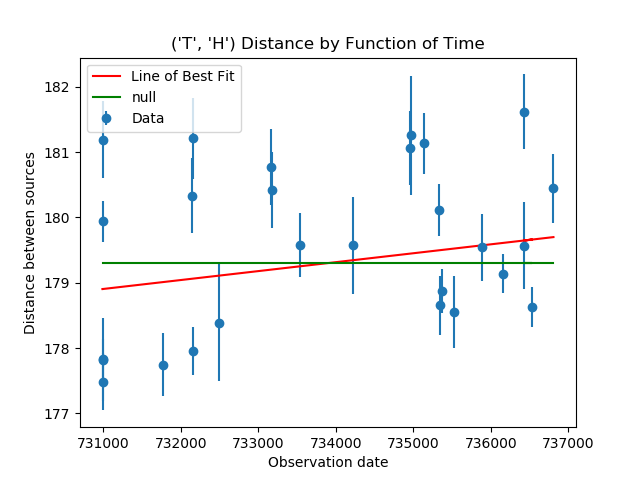 ('T', 'H') Distance by Function of Time
Line of Best Fit
null
Data
182
181
180
179
178
177
Distance between sources
731000 732000 733000 734000 735000 736000 737000
Observation date